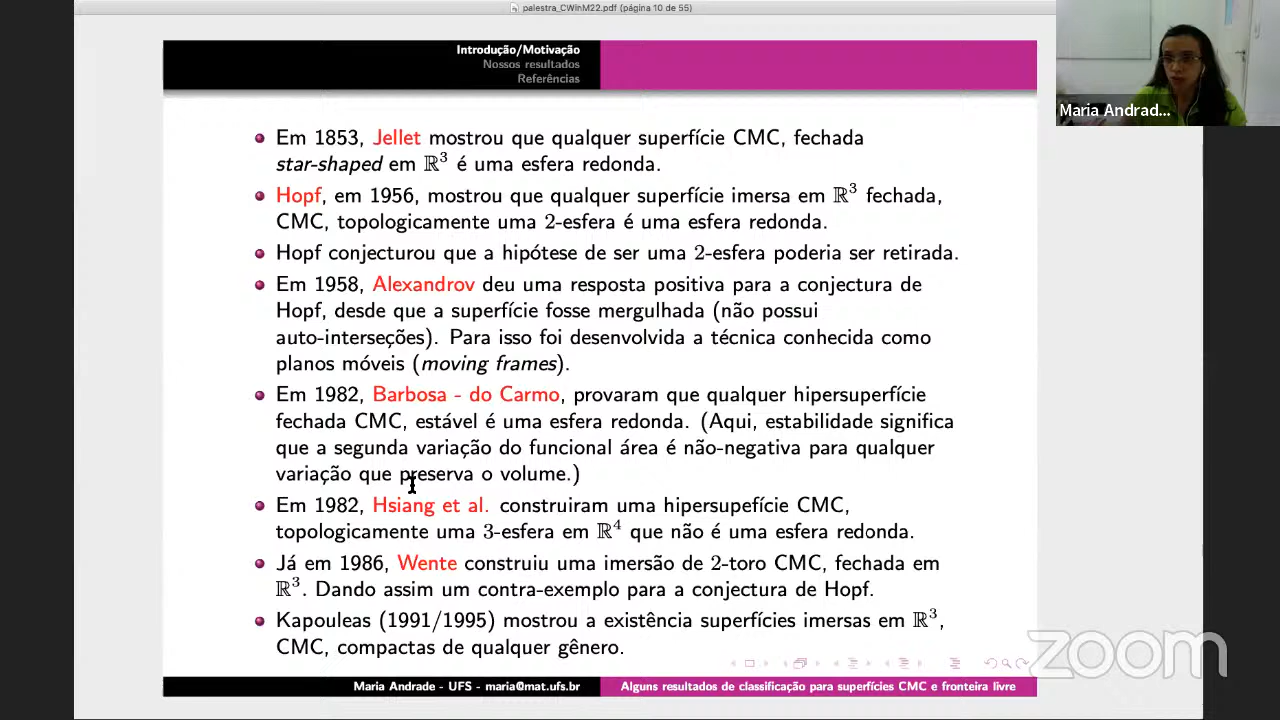 palestra_CWInM22.pdf (página 10 de 55)
Introdução/Motivação
Nossos resultados
Referências
Maria Andrad...
Em 1853, Jellet mostrou que qualquer superfície CMC, fechada
star-shaped em ℝ³ é uma esfera redonda.
Hopf, em 1956, mostrou que qualquer superfície imersa em ℝ³ fechada,
CMC, topologicamente uma 2-esfera é uma esfera redonda.
Hopf conjecturou que a hipótese de ser uma 2-esfera poderia ser retirada.
Em 1958, Alexandrov deu uma resposta positiva para a conjectura de
Hopf, desde que a superfície fosse mergulhada (não possui
auto-interseções). Para isso foi desenvolvida a técnica conhecida como
planos móveis (moving frames).
Em 1982, Barbosa - do Carmo, provaram que qualquer hipersuperfície
fechada CMC, estável é uma esfera redonda. (Aqui, estabilidade significa
que a segunda variação do funcional área é não-negativa para qualquer
variação que preserva o volume.)
Em 1982, Hsiang et al. construiram uma hipersupefície CMC,
topologicamente uma 3-esfera em ℝ⁴ que não é uma esfera redonda.
Já em 1986, Wente construiu uma imersão de 2-toro CMC, fechada em
ℝ³. Dando assim um contra-exemplo para a conjectura de Hopf.
Kapouleas (1991/1995) mostrou a existência superfícies imersas em ℝ³,
CMC, compactas de qualquer gênero.
zoom
Maria Andrade - UFS - maria@mat.ufs.br
Alguns resultados de classificação para superfícies CMC e fronteira livre